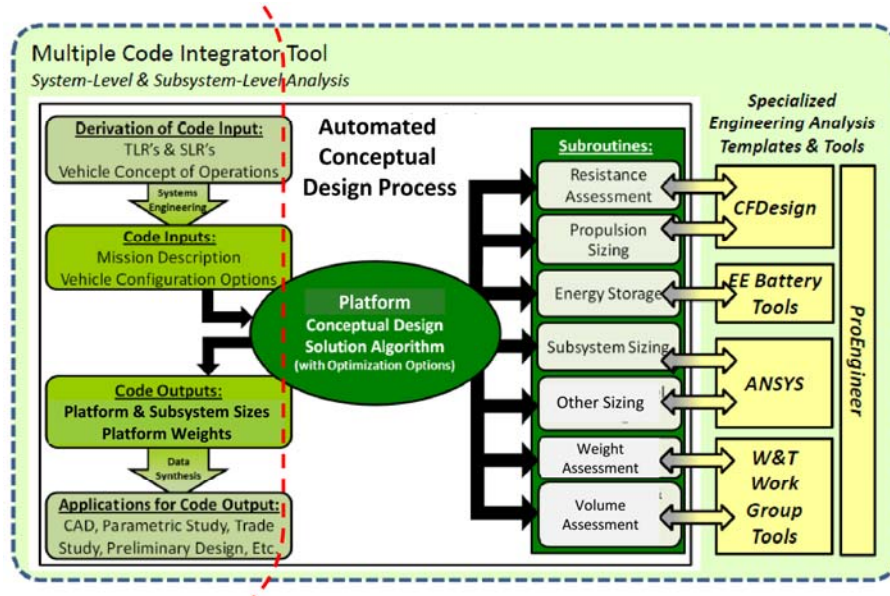 Multiple Code Integrator Tool
System-Level & Subsystem-Level Analysis
Derivation of Code Input:
TLR's & SLR's
Vehicle Concept of Operations
Systems
Engineering
Code Inputs:
Mission Description
Vehicle Configuration Options
Code Outputs:
Platform & Subsystem Sizes
Platform Weights
Data
Synthesis
Applications for Code Output:
CAD, Parametric Study, Trade
Study, Preliminary Design, Etc.
Automated
Conceptual
Design Process
Platform
Conceptual Design
Solution Algorithm
(with Optimization Options)
Subroutines:
Resistance
Assessment
Propulsion
Sizing
Energy Storage
Subsystem Sizing
Other Sizing
Weight
Assessment
Volume
Assessment
Specialized
Engineering Analysis
Templates & Tools
CFDesign
EE Battery
Tools
ANSYS
W&T
Work
Group
Tools
ProEngineer